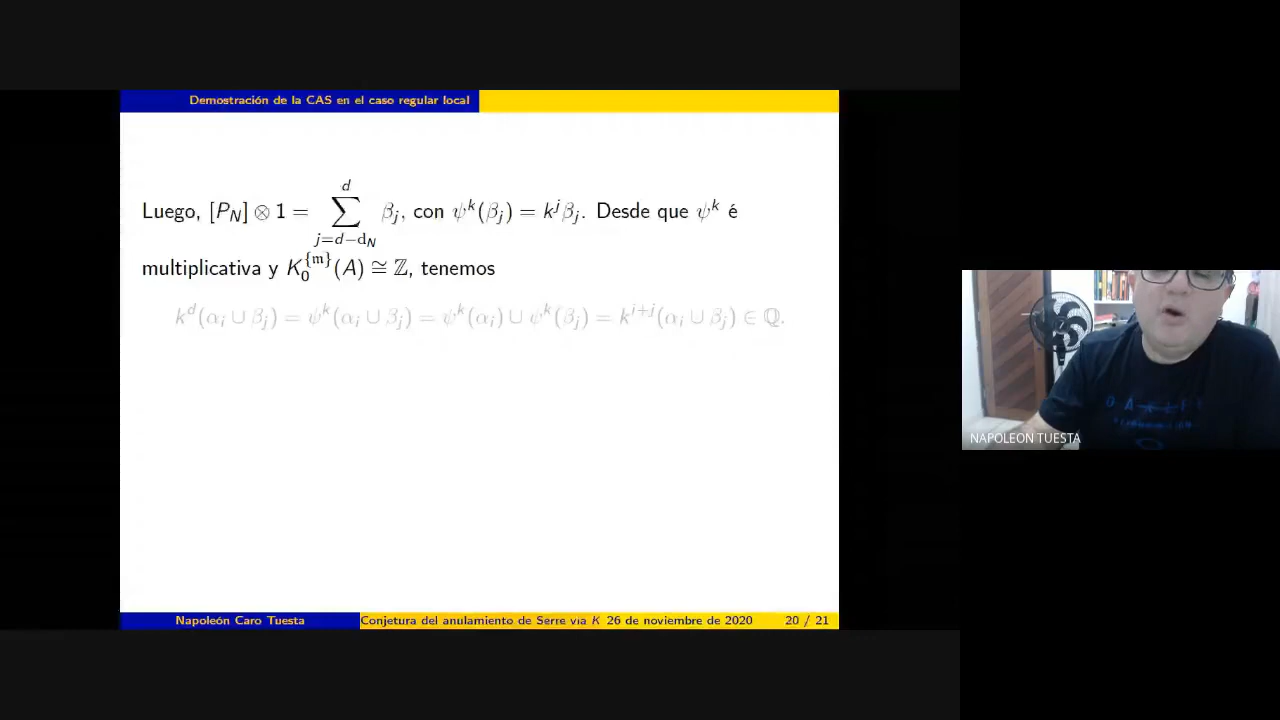 Demostración de la CAS en el caso regular local
Luego, [P_N] ⊗ 1 = ∑_{j=d−d_N}^{d} β_j, con ψ^k(β_j) = k^j β_j. Desde que ψ^k é
multiplicativa y K_0^{{𝔪}}(A) ≅ ℤ, tenemos
k^d(α_i ∪ β_j) = ψ^k(α_i ∪ β_j) = ψ^k(α_i) ∪ ψ^k(β_j) = k^{i+j}(α_i ∪ β_j) ∈ ℚ.
NAPOLEON TUESTA
Napoleón Caro Tuesta Conjetura del anulamiento de Serre via K 26 de noviembre de 2020 20 / 21